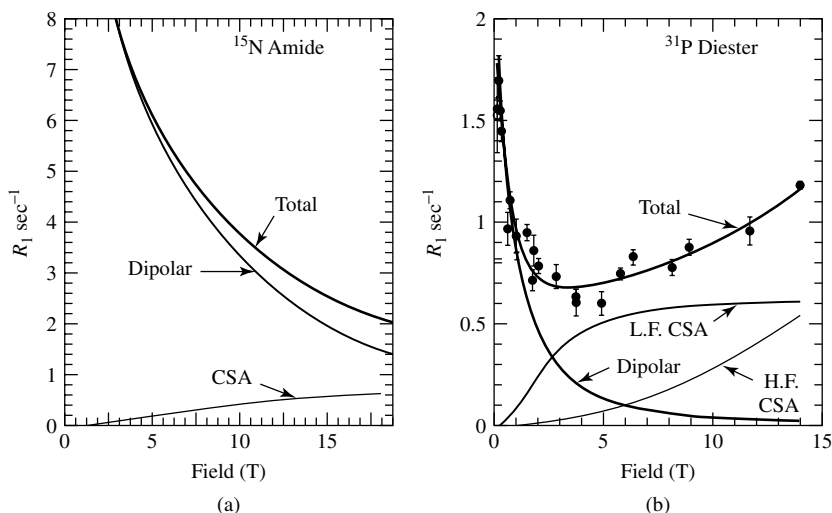 8
7
6
5
4
3
2
1
0
R₁ sec⁻¹
¹⁵N Amide
Total
Dipolar
CSA
0 5 10 15
Field (T)
(a)
2
1.5
1
0.5
0
R₁ sec⁻¹
³¹P Diester
Total
L.F. CSA
Dipolar
H.F.
CSA
0 5 10 15
Field (T)
(b)